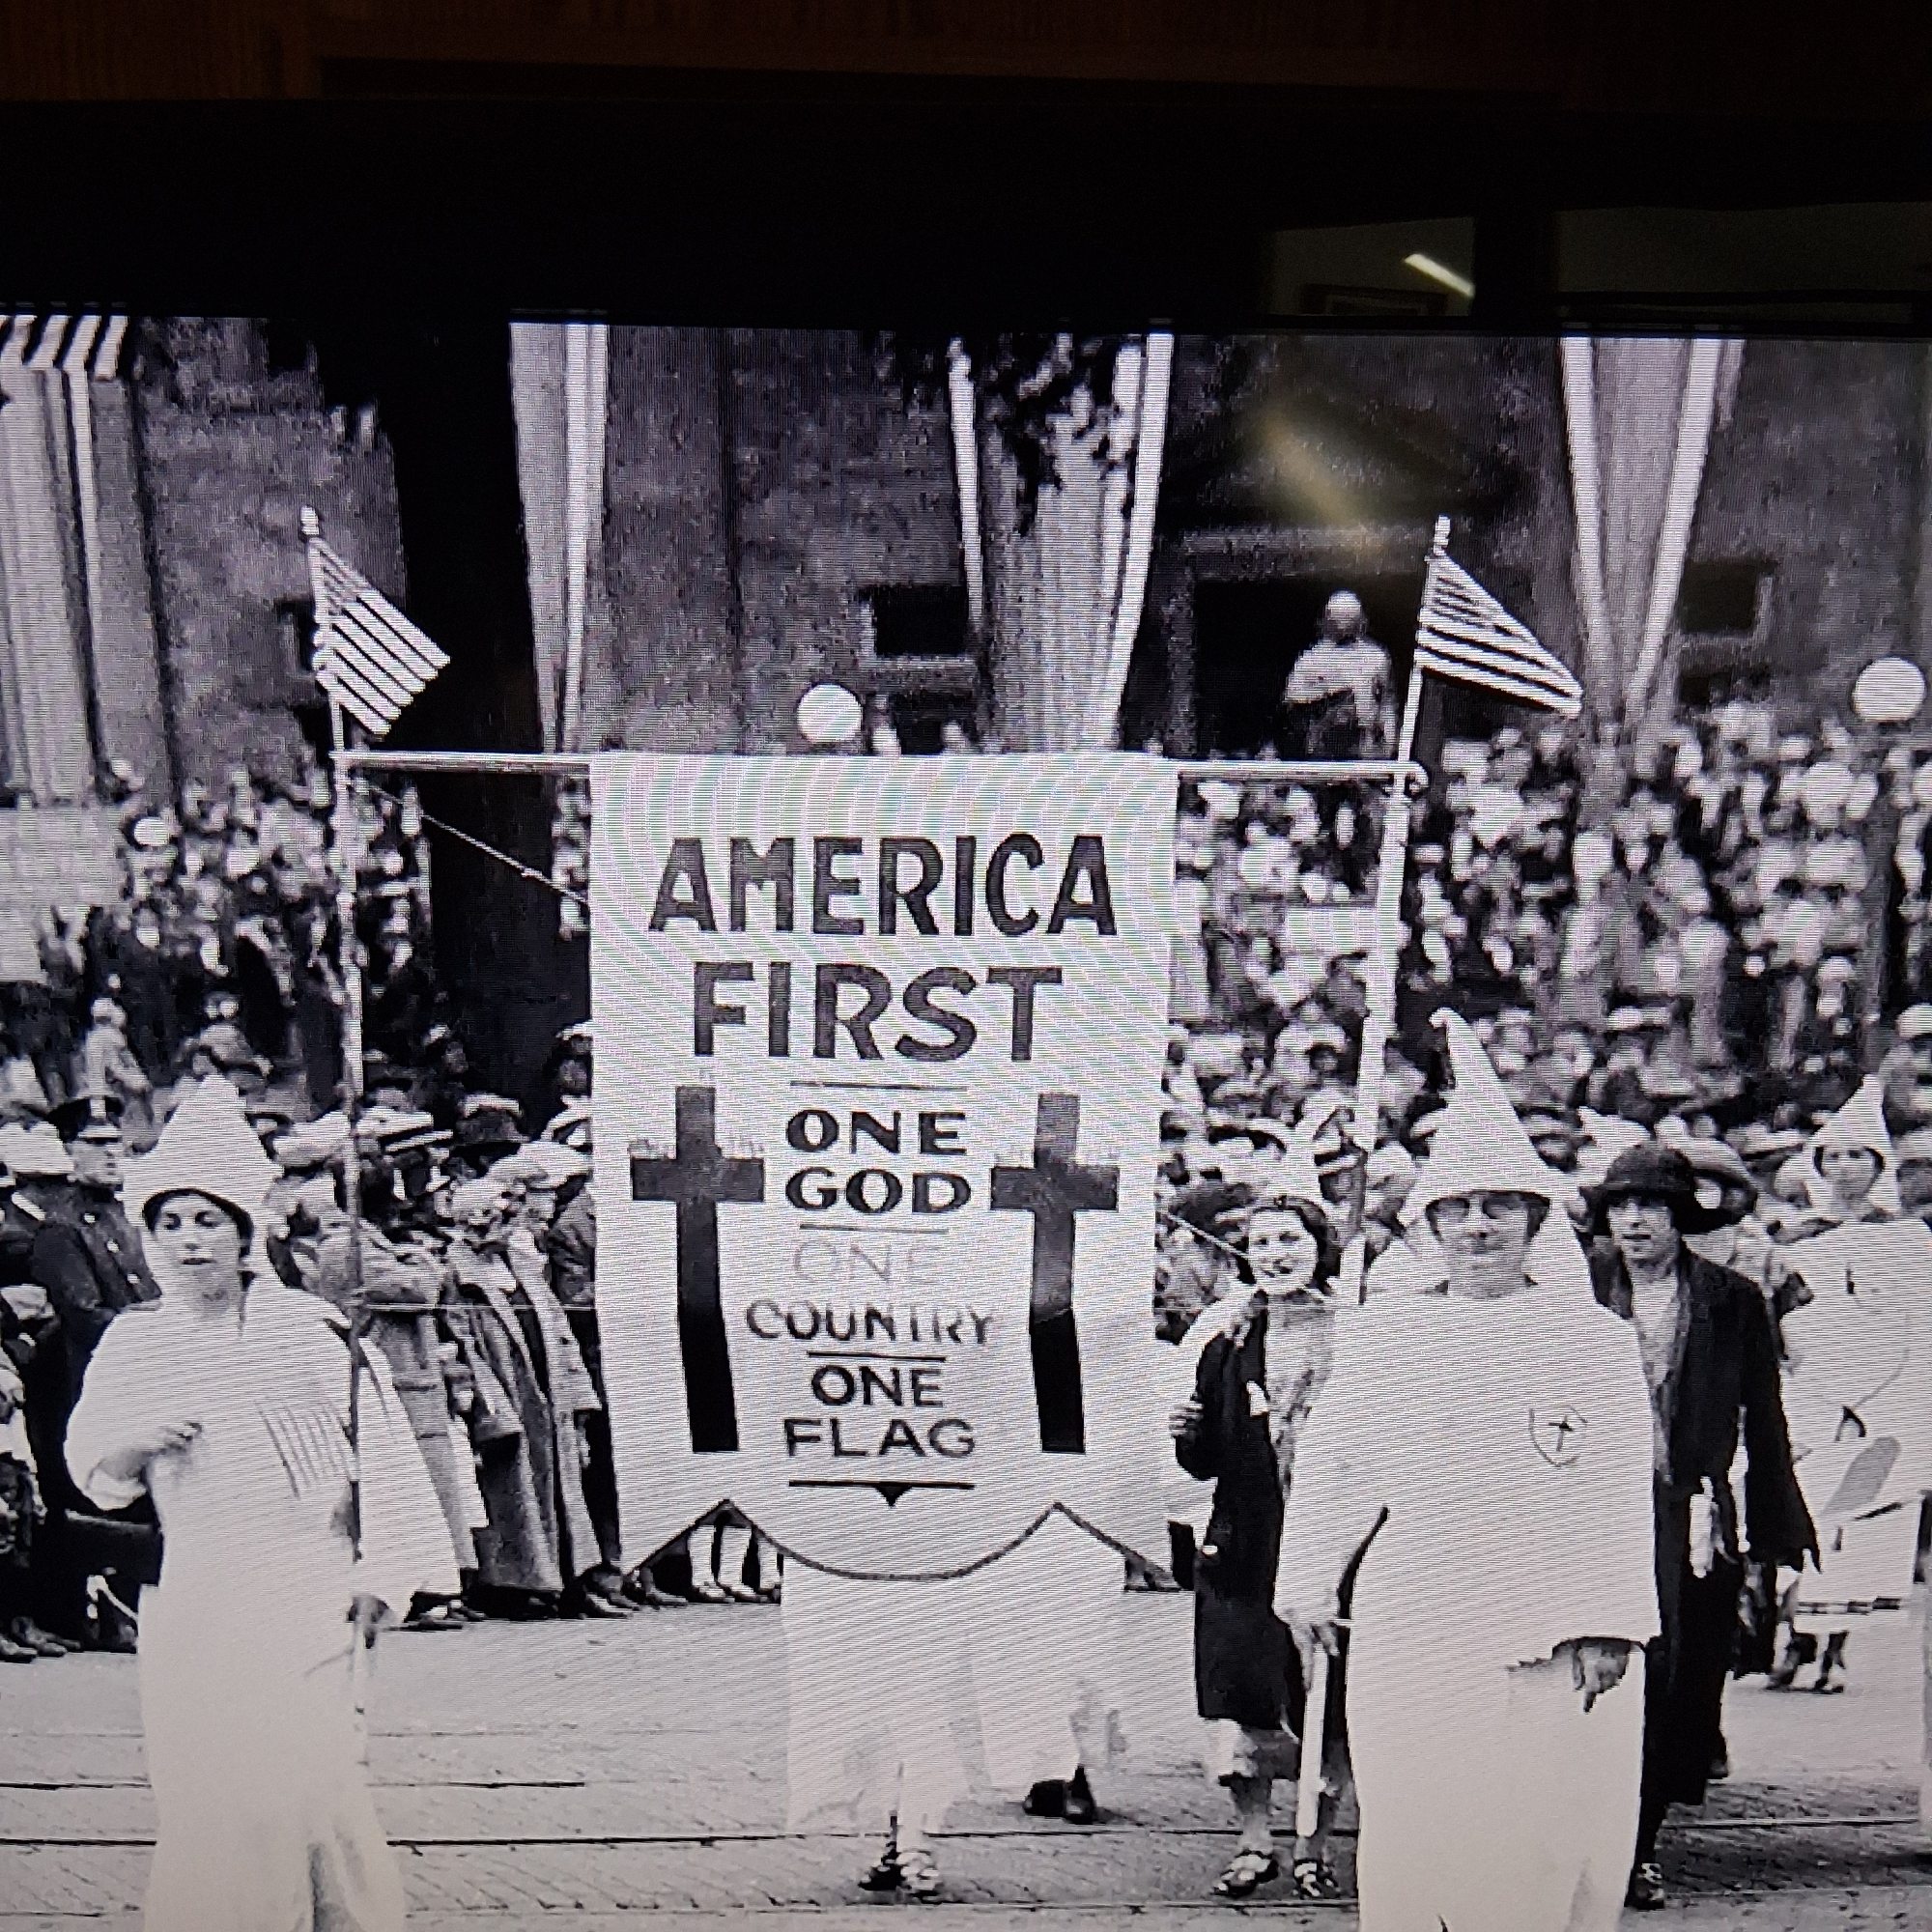 AMERICA
FIRST
ONE
GOD
ONE
COUNTRY
ONE
FLAG